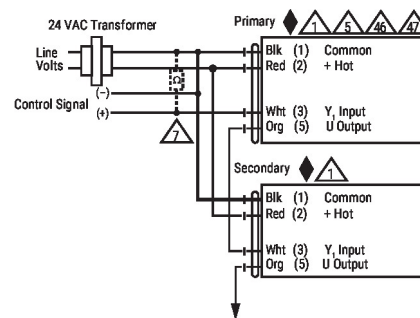 24 VAC Transformer
Primary 1 5 46 47
Line
Volts
Blk (1) Common
Red (2) + Hot
Ω
(–)
Control Signal
(+)
Wht (3) Y₁ Input
Org (5) U Output
7
Secondary 1
Blk (1) Common
Red (2) + Hot
Wht (3) Y₁ Input
Org (5) U Output